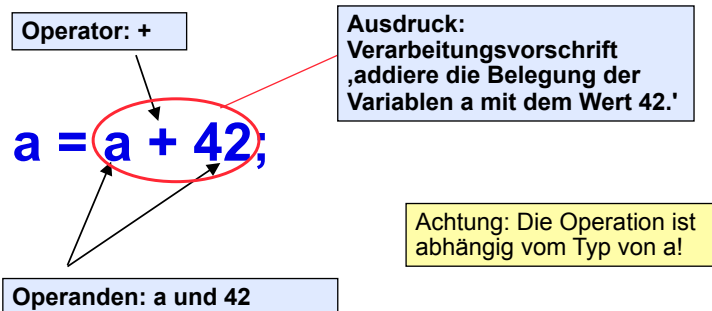 Operator: +
Ausdruck:
Verarbeitungsvorschrift
‚addiere die Belegung der
Variablen a mit dem Wert 42.'
a = a + 42;
Achtung: Die Operation ist
abhängig vom Typ von a!
Operanden: a und 42